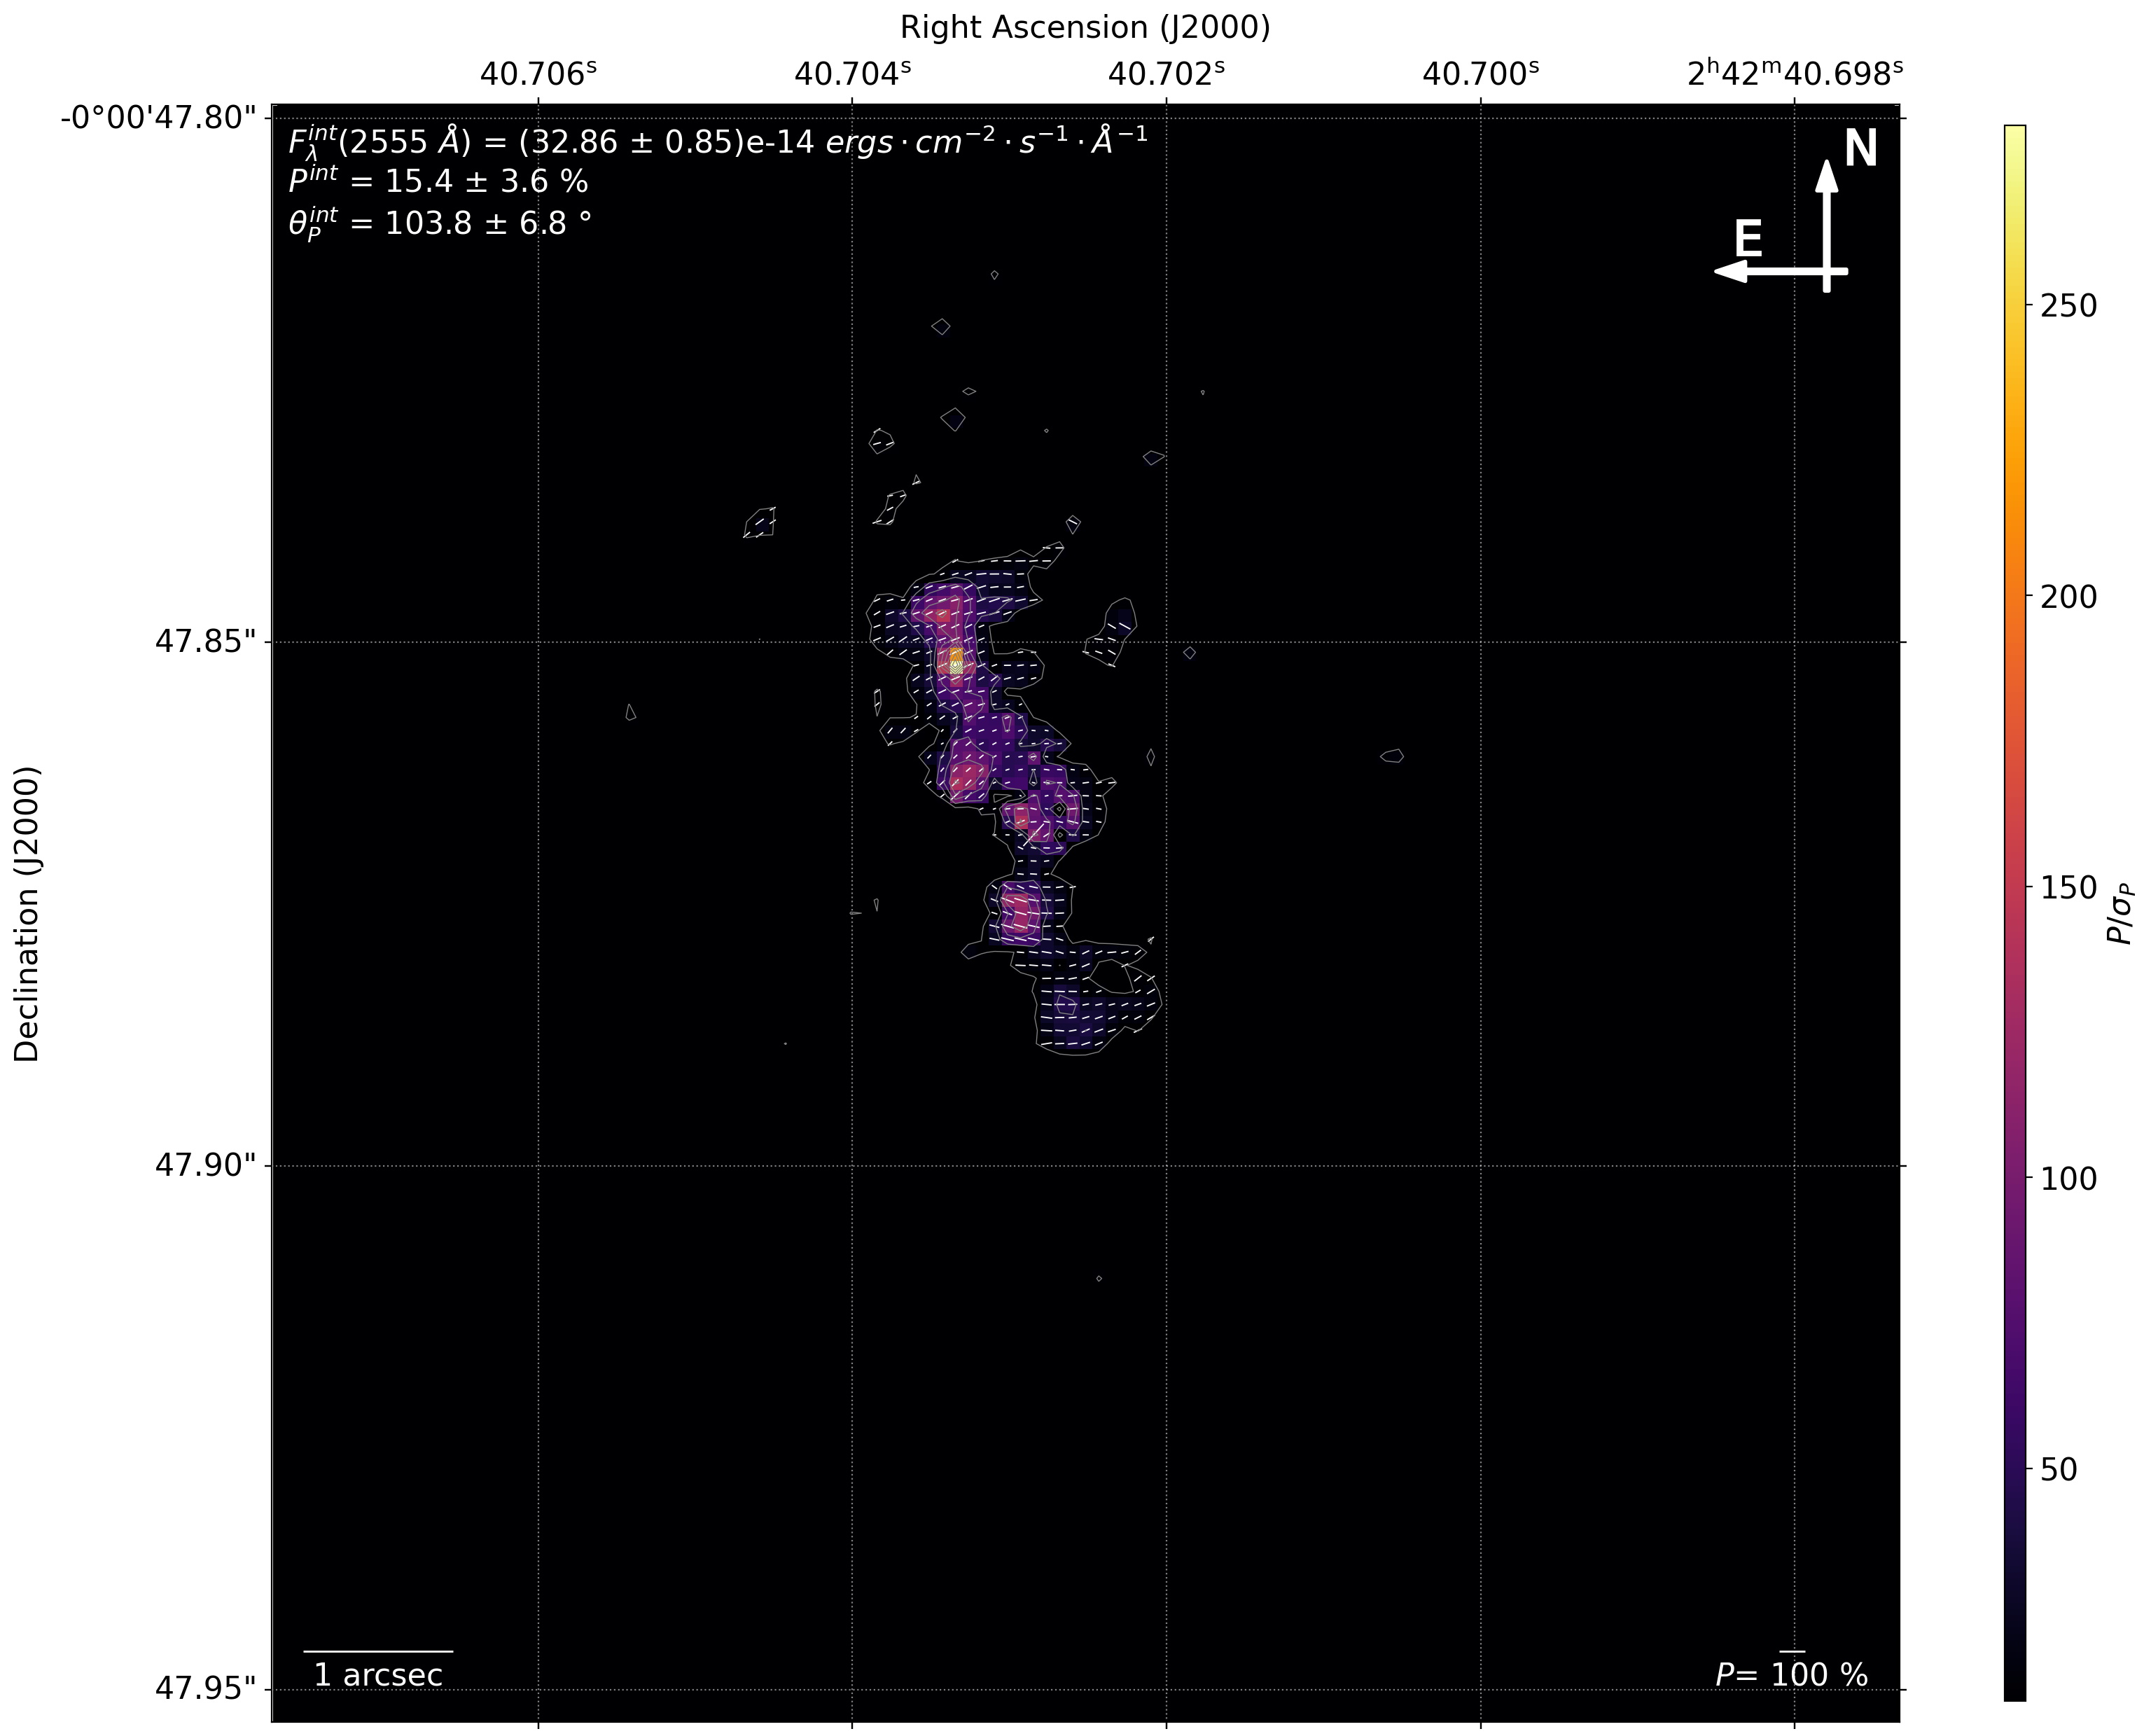 Right Ascension (J2000)
40.706ˢ 40.704ˢ 40.702ˢ 40.700ˢ 2ʰ42ᵐ40.698ˢ
-0°00'47.80"
47.85"
47.90"
47.95"
Declination (J2000)
F_λ^int(2555 Å) = (32.86 ± 0.85)e-14 ergs · cm⁻² · s⁻¹ · Å⁻¹
P^int = 15.4 ± 3.6 %
θ_P^int = 103.8 ± 6.8 °
N
E
1 arcsec
P= 100 %
250
200
150
100
50
P/σ_P